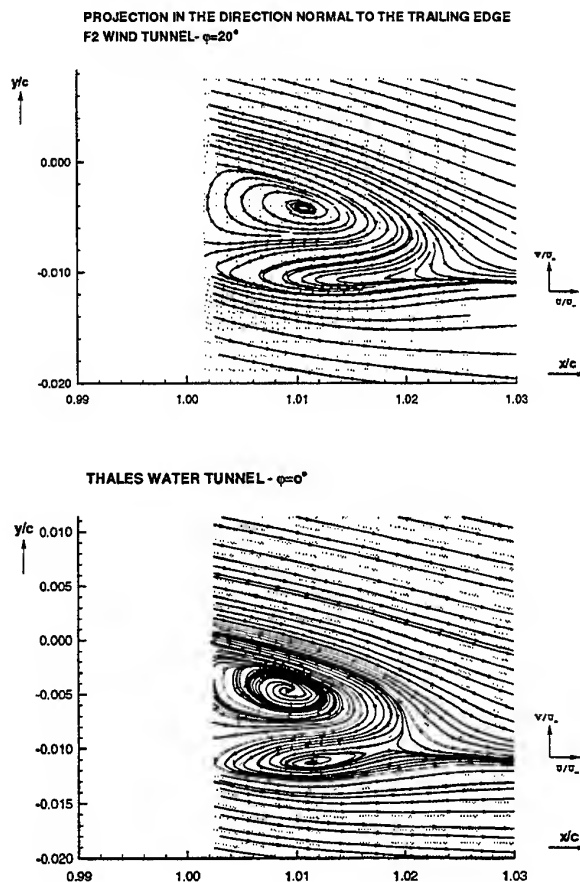 PROJECTION IN THE DIRECTION NORMAL TO THE TRAILING EDGE
F2 WIND TUNNEL- φ=20°
y/c
0.000
-0.010
-0.020
0.99
1.00
1.01
1.02
1.03
x/c
THALES WATER TUNNEL - φ=0°
y/c
0.010
0.005
0.000
-0.005
-0.010
-0.015
-0.020
0.99
1.00
1.01
1.02
1.03
x/c